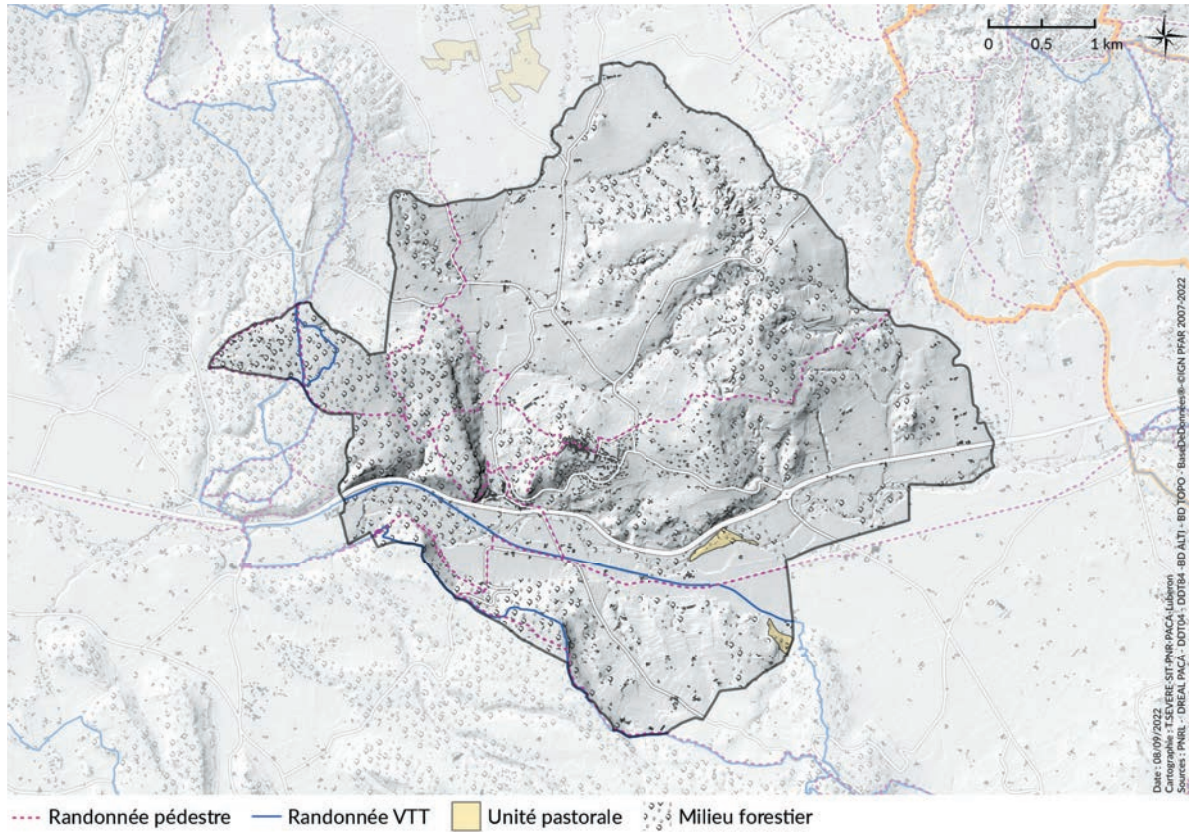 0 0.5 1 km
Date : 08/09/2022
Cartographie : T.SEVERE-SIT-PNR-PACA-Luberon
Sources : PNRL - DREAL PACA - DDT04 - DDT84 -BD ALTI - BD TOPO - BaseDeDonnées®-©IGN PFAR 2007-2022
Randonnée pédestre Randonnée VTT Unité pastorale Milieu forestier